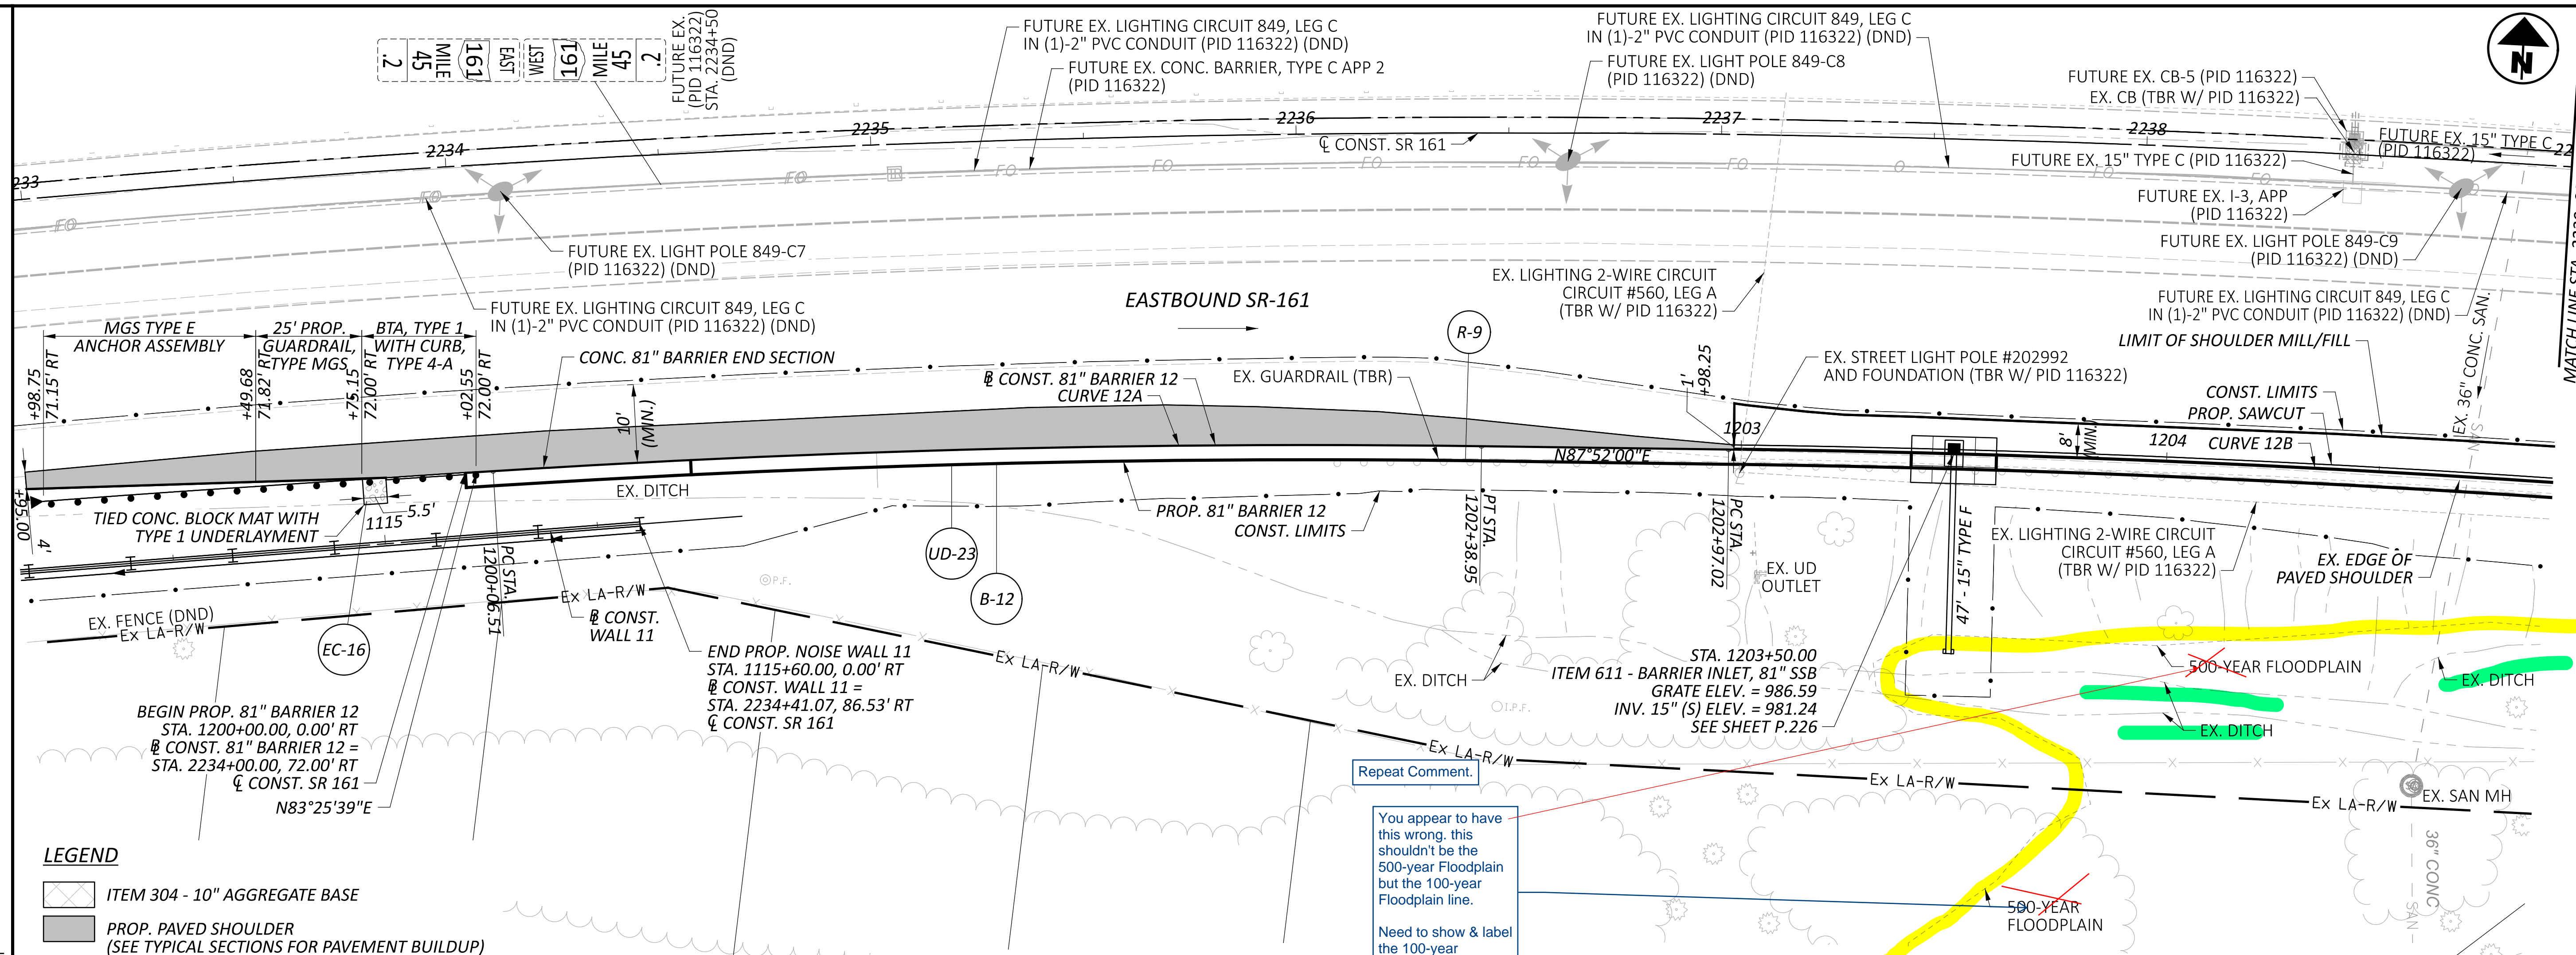 .2
45
MILE
161
EAST
WEST
161
MILE
45
.2
FUTURE EX.
(PID 116322)
STA. 2234+50
(DND)
FUTURE EX. LIGHTING CIRCUIT 849, LEG C
IN (1)-2" PVC CONDUIT (PID 116322) (DND)
FUTURE EX. CONC. BARRIER, TYPE C APP 2
(PID 116322)
FUTURE EX. LIGHTING CIRCUIT 849, LEG C
IN (1)-2" PVC CONDUIT (PID 116322) (DND)
FUTURE EX. LIGHT POLE 849-C8
(PID 116322) (DND)
FUTURE EX. CB-5 (PID 116322)
EX. CB (TBR W/ PID 116322)
N
FUTURE EX. 15" TYPE C
(PID 116322)
FUTURE EX. 15" TYPE C (PID 116322)
FUTURE EX. I-3, APP
(PID 116322)
FUTURE EX. LIGHT POLE 849-C9
(PID 116322) (DND)
FUTURE EX. LIGHTING CIRCUIT 849, LEG C
IN (1)-2" PVC CONDUIT (PID 116322) (DND)
233
2234
2235
2236
2237
2238
22
℄ CONST. SR 161
FO
FO
FO
FO
FO
FO
FO
FO
FO
FO
FUTURE EX. LIGHT POLE 849-C7
(PID 116322) (DND)
FUTURE EX. LIGHTING CIRCUIT 849, LEG C
IN (1)-2" PVC CONDUIT (PID 116322) (DND)
EASTBOUND SR-161
EX. LIGHTING 2-WIRE CIRCUIT
CIRCUIT #560, LEG A
(TBR W/ PID 116322)
MGS TYPE E
ANCHOR ASSEMBLY
25' PROP.
GUARDRAIL,
TYPE MGS
BTA, TYPE 1
WITH CURB,
TYPE 4-A
+98.75
71.15' RT
+49.68
71.82' RT
+75.15
72.00' RT
+02.55
72.00' RT
CONC. 81" BARRIER END SECTION
10'
(MIN.)
BL CONST. 81" BARRIER 12
CURVE 12A
EX. GUARDRAIL (TBR)
R-9
1'
+98.25
EX. STREET LIGHT POLE #202992
AND FOUNDATION (TBR W/ PID 116322)
LIMIT OF SHOULDER MILL/FILL
CONST. LIMITS
PROP. SAWCUT
CURVE 12B
EX. 36" CONC. SAN.
SAN
1203
N87°52'00"E
8'
(MIN.)
1204
+95.00
4'
TIED CONC. BLOCK MAT WITH
TYPE 1 UNDERLAYMENT
1115
5.5'
EX. DITCH
PC STA.
1200+06.51
UD-23
B-12
PROP. 81" BARRIER 12
CONST. LIMITS
PT STA.
1202+38.95
PC STA.
1202+97.02
EX. UD
OUTLET
47' - 15" TYPE F
EX. LIGHTING 2-WIRE CIRCUIT
CIRCUIT #560, LEG A
(TBR W/ PID 116322)
EX. EDGE OF
PAVED SHOULDER
EX. FENCE (DND)
Ex LA-R/W
Ex LA-R/W
EC-16
BL CONST.
WALL 11
P.F.
END PROP. NOISE WALL 11
STA. 1115+60.00, 0.00' RT
BL CONST. WALL 11 =
STA. 2234+41.07, 86.53' RT
℄ CONST. SR 161
Ex LA-R/W
EX. DITCH
I.P.F.
STA. 1203+50.00
ITEM 611 - BARRIER INLET, 81" SSB
GRATE ELEV. = 986.59
INV. 15" (S) ELEV. = 981.24
SEE SHEET P.226
500-YEAR FLOODPLAIN
EX. DITCH
EX. DITCH
BEGIN PROP. 81" BARRIER 12
STA. 1200+00.00, 0.00' RT
BL CONST. 81" BARRIER 12 =
STA. 2234+00.00, 72.00' RT
℄ CONST. SR 161
N83°25'39"E
Ex LA-R/W
Ex LA-R/W
Ex LA-R/W
EX. SAN MH
36" CONC
SAN
Repeat Comment.
You appear to have
this wrong. this
shouldn't be the
500-year Floodplain
but the 100-year
Floodplain line.
Need to show & label
the 100-year
500-YEAR
FLOODPLAIN
LEGEND
ITEM 304 - 10" AGGREGATE BASE
PROP. PAVED SHOULDER
(SEE TYPICAL SECTIONS FOR PAVEMENT BUILDUP)